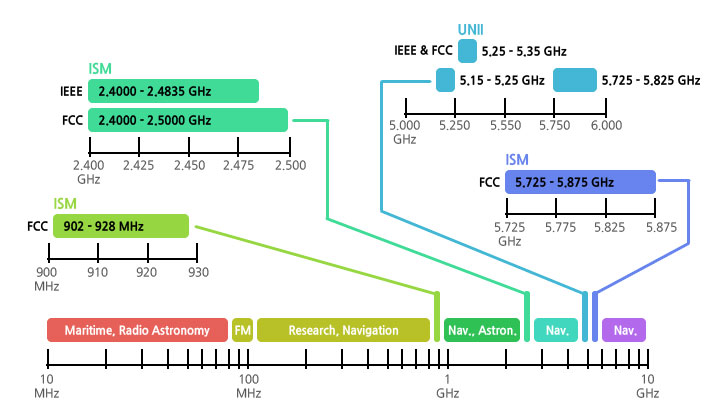 UNII
IEEE & FCC 5,25 - 5,35 GHz
5,15 - 5,25 GHz 5,725 - 5,825 GHz
5.000 5.250 5.550 5.750 6.000
GHz
ISM
IEEE 2,4000 - 2,4835 GHz
FCC 2,4000 - 2,5000 GHz
2.400 2.425 2.450 2.475 2.500
GHz
ISM
FCC 5,725 - 5,875 GHz
5.725 5.775 5.825 5.875
GHz
ISM
FCC 902 - 928 MHz
900 910 920 930
MHz
Maritime, Radio Astronomy FM Research, Navigation Nav., Astron. Nav. Nav.
10 100 1 10
MHz MHz GHz GHz